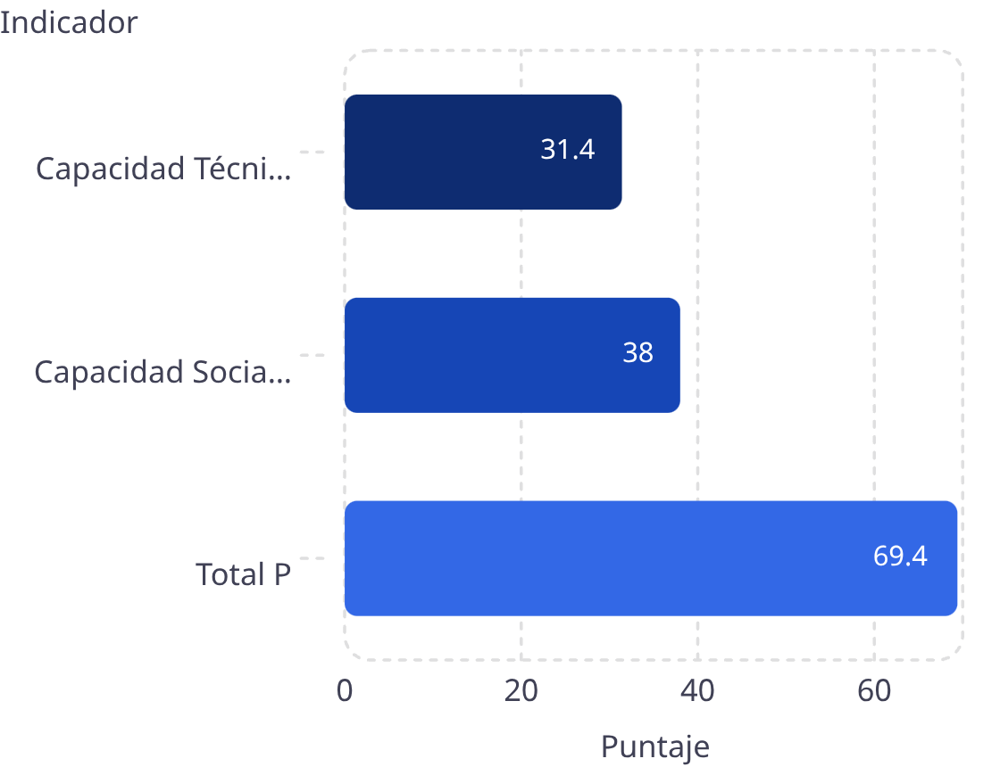 Indicador
Capacidad Técni...
31.4
Capacidad Socia...
38
Total P
69.4
0 20 40 60
Puntaje